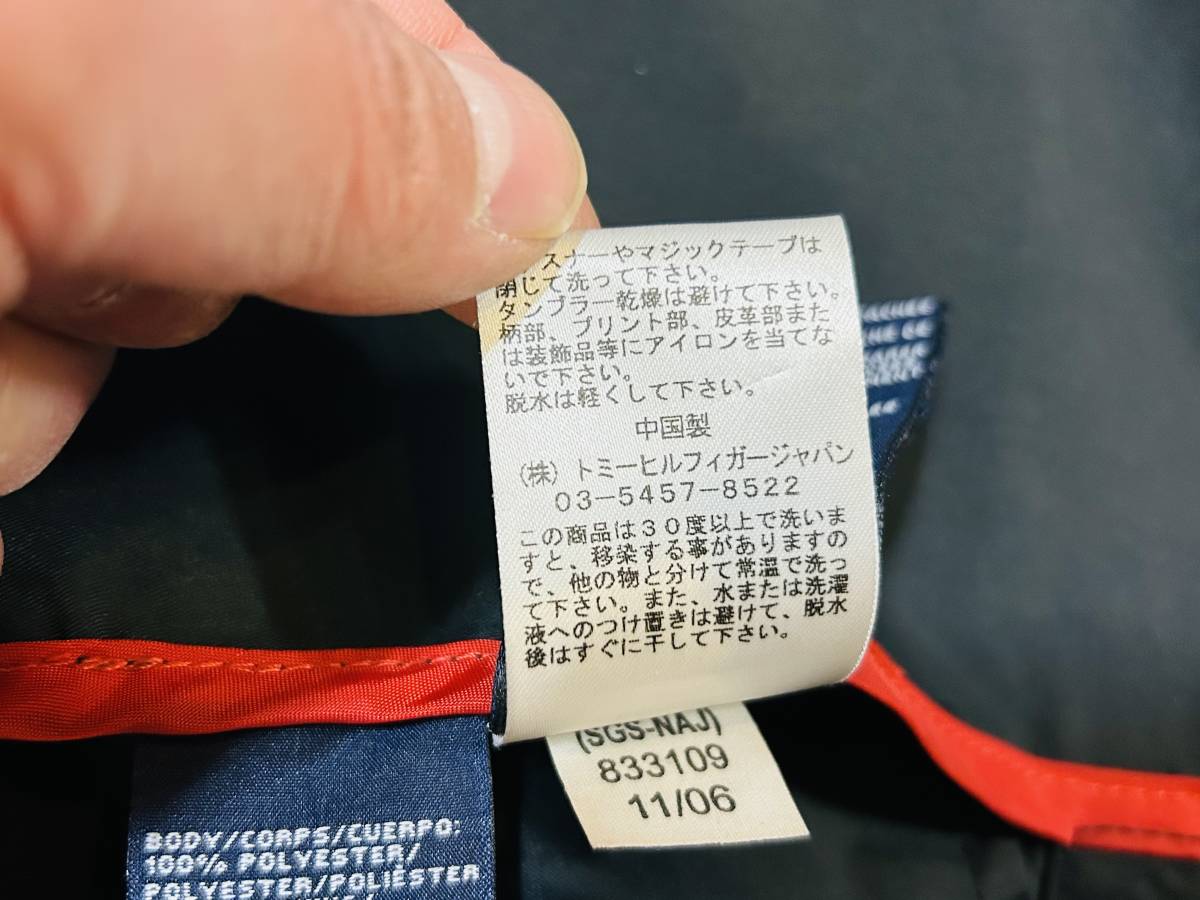 スナーやマジックテープは
閉じて洗って下さい。
タンブラー乾燥は避けて下さい。
柄部、プリント部、皮革部また
は装飾品等にアイロンを当てな
いで下さい。
脱水は軽くして下さい。
中国製
（株）トミーヒルフィガージャパン
０３−５４５７−８５２２
この商品は３０度以上で洗いま
すと、移染する事がありますの
で、他の物と分けて常温で洗っ
て下さい。また、水または洗濯
液へのつけ置きは避けて、脱水
後はすぐに干して下さい。
(SGS-NAJ)
833109
11/06
BODY/CORPS/CUERPO:
100% POLYESTER/
POLYESTER/POLIÉSTER